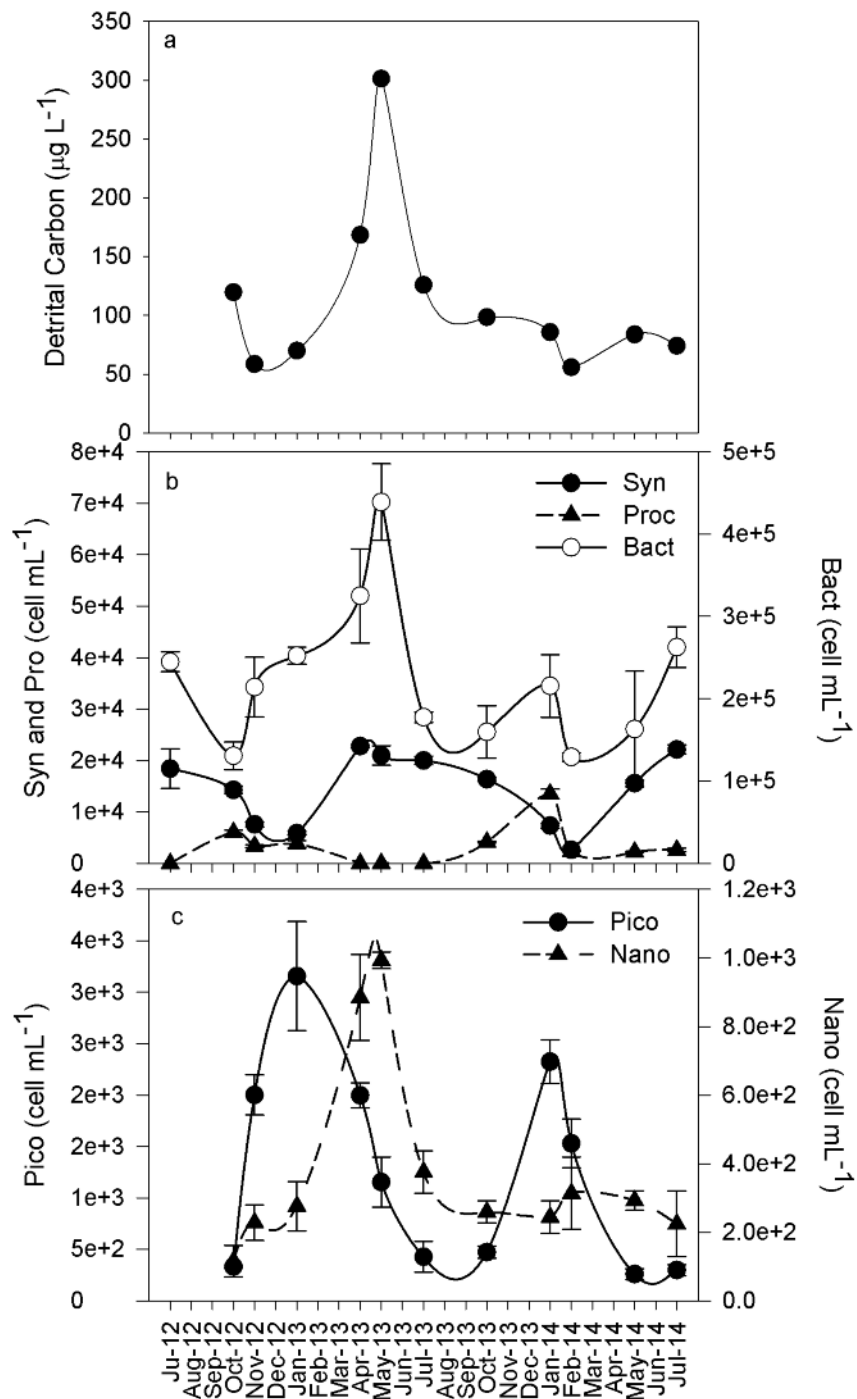 a
Detrital Carbon (µg L-1)
350
300
250
200
150
100
50
0
b
Syn and Pro (cell mL-1)
8e+4
7e+4
6e+4
5e+4
4e+4
3e+4
2e+4
1e+4
0
Syn
Proc
Bact
5e+5
4e+5
3e+5
2e+5
1e+5
0
Bact (cell mL-1)
c
Pico (cell mL-1)
4e+3
4e+3
3e+3
3e+3
2e+3
2e+3
1e+3
5e+2
0
Pico
Nano
1.2e+3
1.0e+3
8.0e+2
6.0e+2
4.0e+2
2.0e+2
0.0
Nano (cell mL-1)
Ju-12
Aug-12
Sep-12
Oct-12
Nov-12
Dec-12
Jan-13
Feb-13
Mar-13
Apr-13
May-13
Jun-13
Jul-13
Aug-13
Sep-13
Oct-13
Nov-13
Dec-13
Jan-14
Feb-14
Mar-14
Apr-14
May-14
Jun-14
Jul-14